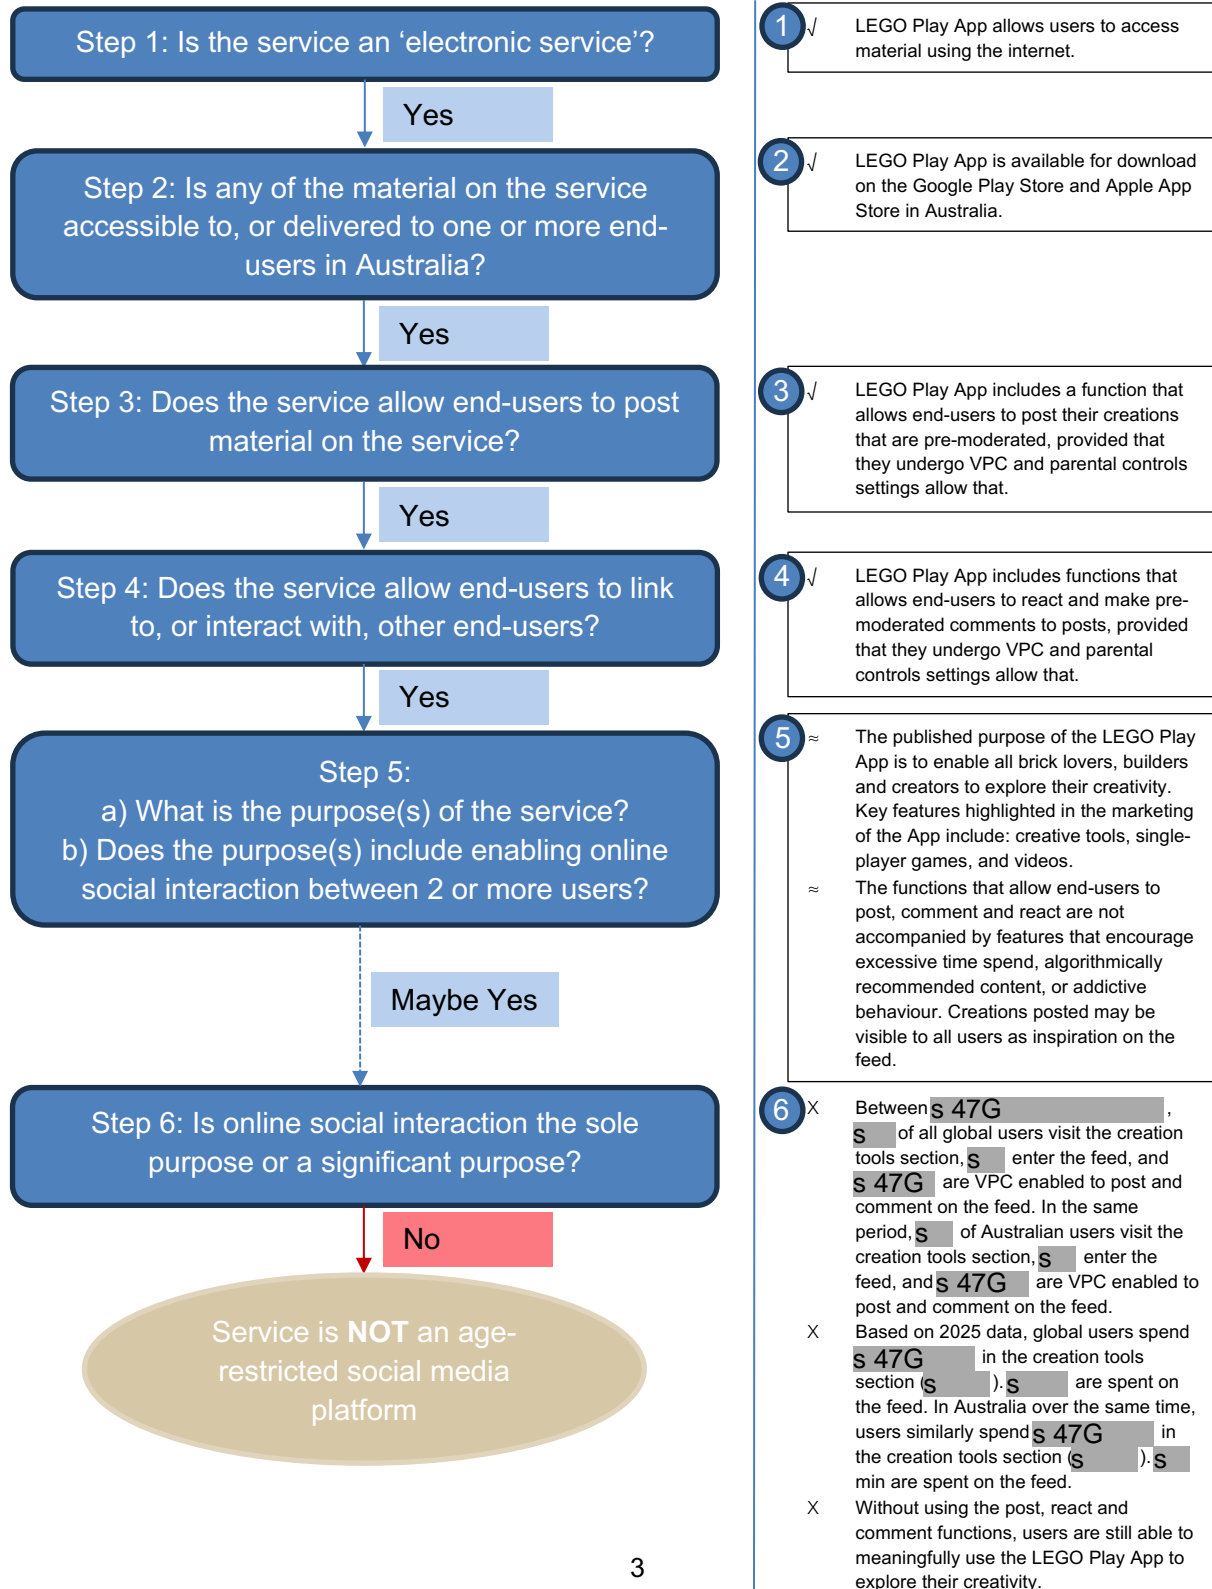 Step 1: Is the service an ‘electronic service’?
Yes
Step 2: Is any of the material on the service
accessible to, or delivered to one or more end-
users in Australia?
Yes
Step 3: Does the service allow end-users to post
material on the service?
Yes
Step 4: Does the service allow end-users to link
to, or interact with, other end-users?
Yes
Step 5:
a) What is the purpose(s) of the service?
b) Does the purpose(s) include enabling online
social interaction between 2 or more users?
Maybe Yes
Step 6: Is online social interaction the sole
purpose or a significant purpose?
No
Service is NOT an age-
restricted social media
platform
1 √ LEGO Play App allows users to access
material using the internet.
2 √ LEGO Play App is available for download
on the Google Play Store and Apple App
Store in Australia.
3 √ LEGO Play App includes a function that
allows end-users to post their creations
that are pre-moderated, provided that
they undergo VPC and parental controls
settings allow that.
4 √ LEGO Play App includes functions that
allows end-users to react and make pre-
moderated comments to posts, provided
that they undergo VPC and parental
controls settings allow that.
5 ≈ The published purpose of the LEGO Play
App is to enable all brick lovers, builders
and creators to explore their creativity.
Key features highlighted in the marketing
of the App include: creative tools, single-
player games, and videos.
≈ The functions that allow end-users to
post, comment and react are not
accompanied by features that encourage
excessive time spend, algorithmically
recommended content, or addictive
behaviour. Creations posted may be
visible to all users as inspiration on the
feed.
6 X Between s 47G ,
s of all global users visit the creation
tools section, s enter the feed, and
s 47G are VPC enabled to post and
comment on the feed. In the same
period, s of Australian users visit the
creation tools section, s enter the
feed, and s 47G are VPC enabled to
post and comment on the feed.
X Based on 2025 data, global users spend
s 47G in the creation tools
section (s ). s are spent on
the feed. In Australia over the same time,
users similarly spend s 47G in
the creation tools section (s ). s
min are spent on the feed.
X Without using the post, react and
comment functions, users are still able to
meaningfully use the LEGO Play App to
explore their creativity.
3